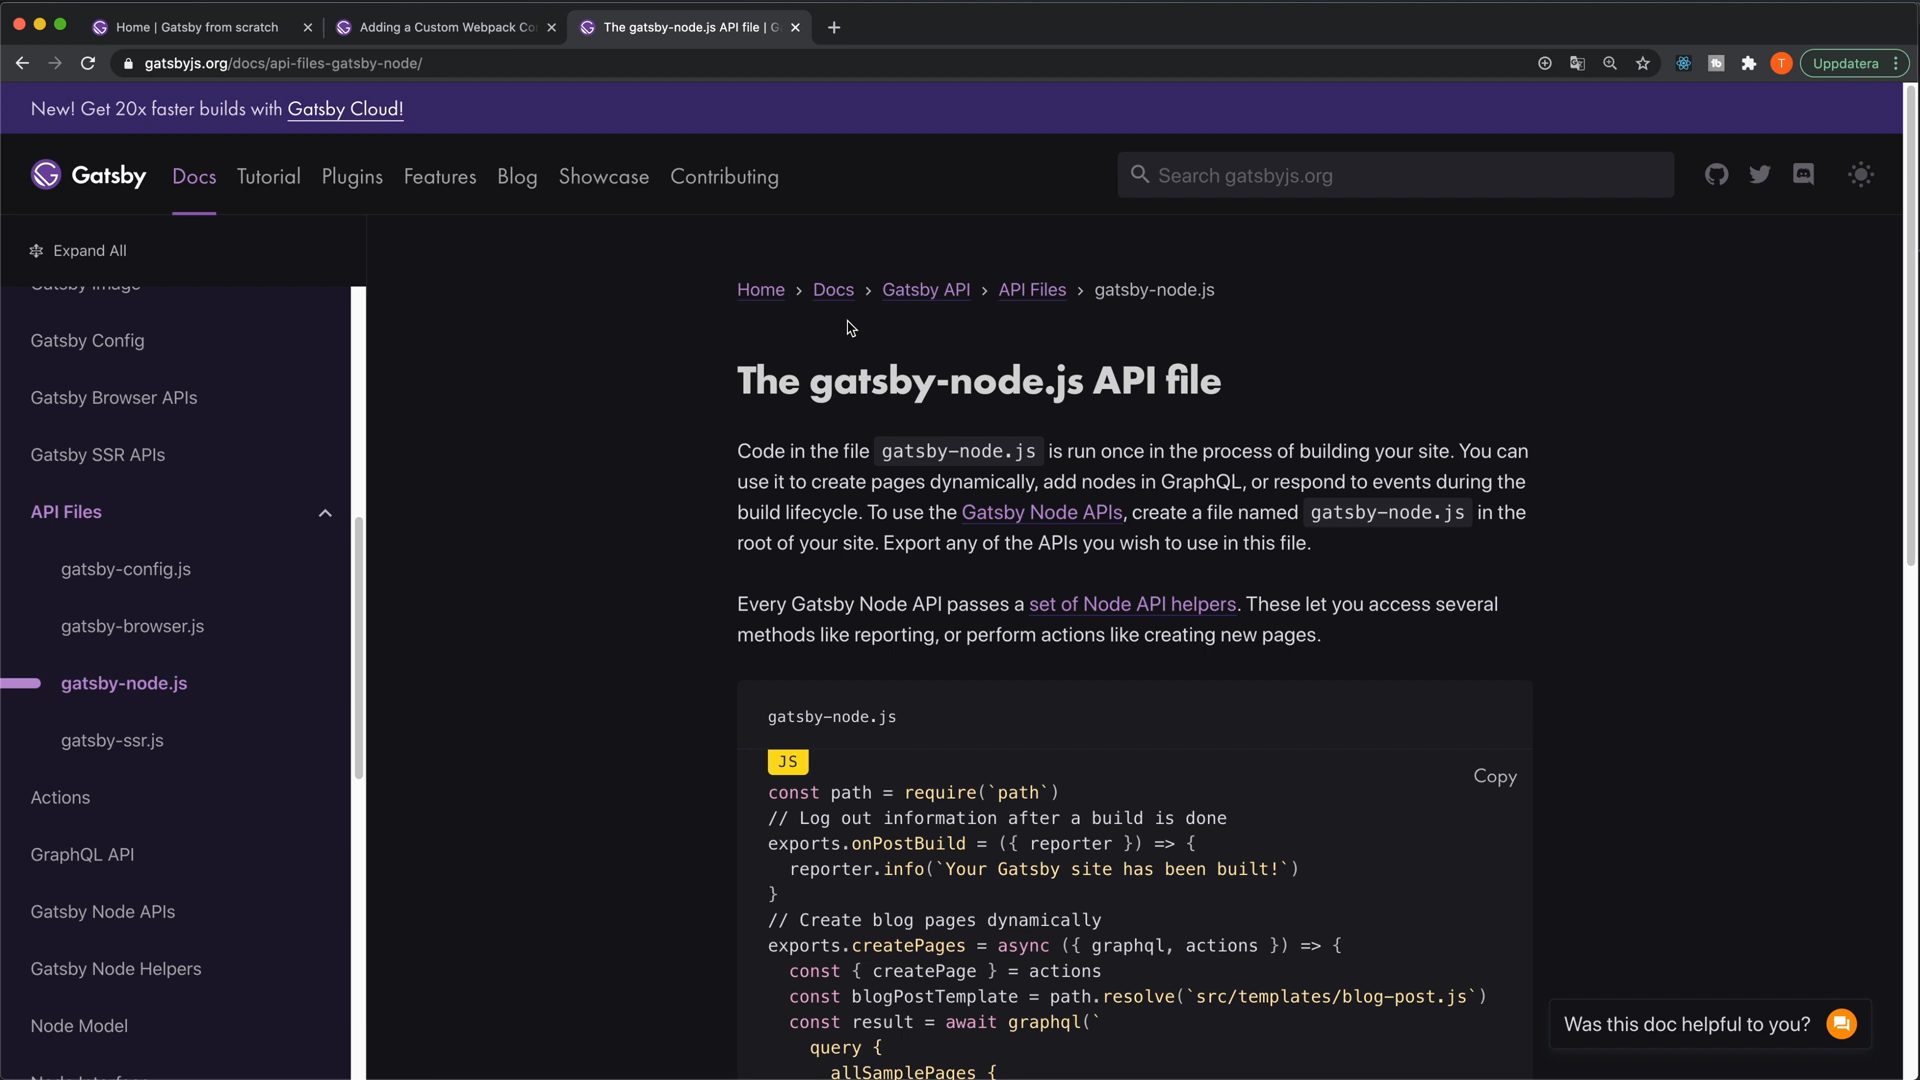 Home | Gatsby from scratch
Adding a Custom Webpack Co
The gatsby-node.js API file | G
gatsbyjs.org/docs/api-files-gatsby-node/
tb
T
Uppdatera
New! Get 20x faster builds with Gatsby Cloud!
Gatsby
Docs
Tutorial
Plugins
Features
Blog
Showcase
Contributing
Search gatsbyjs.org
Expand All
Gatsby Image
Gatsby Config
Gatsby Browser APIs
Gatsby SSR APIs
API Files
gatsby-config.js
gatsby-browser.js
gatsby-node.js
gatsby-ssr.js
Actions
GraphQL API
Gatsby Node APIs
Gatsby Node Helpers
Node Model
Home › Docs › Gatsby API › API Files › gatsby-node.js
The gatsby-node.js API file
Code in the file gatsby-node.js is run once in the process of building your site. You can
use it to create pages dynamically, add nodes in GraphQL, or respond to events during the
build lifecycle. To use the Gatsby Node APIs, create a file named gatsby-node.js in the
root of your site. Export any of the APIs you wish to use in this file.
Every Gatsby Node API passes a set of Node API helpers. These let you access several
methods like reporting, or perform actions like creating new pages.
gatsby-node.js
JS
Copy
const path = require(`path`)
// Log out information after a build is done
exports.onPostBuild = ({ reporter }) => {
  reporter.info(`Your Gatsby site has been built!`)
}
// Create blog pages dynamically
exports.createPages = async ({ graphql, actions }) => {
  const { createPage } = actions
  const blogPostTemplate = path.resolve(`src/templates/blog-post.js`)
  const result = await graphql(`
    query {
      allSamplePages {
Was this doc helpful to you?